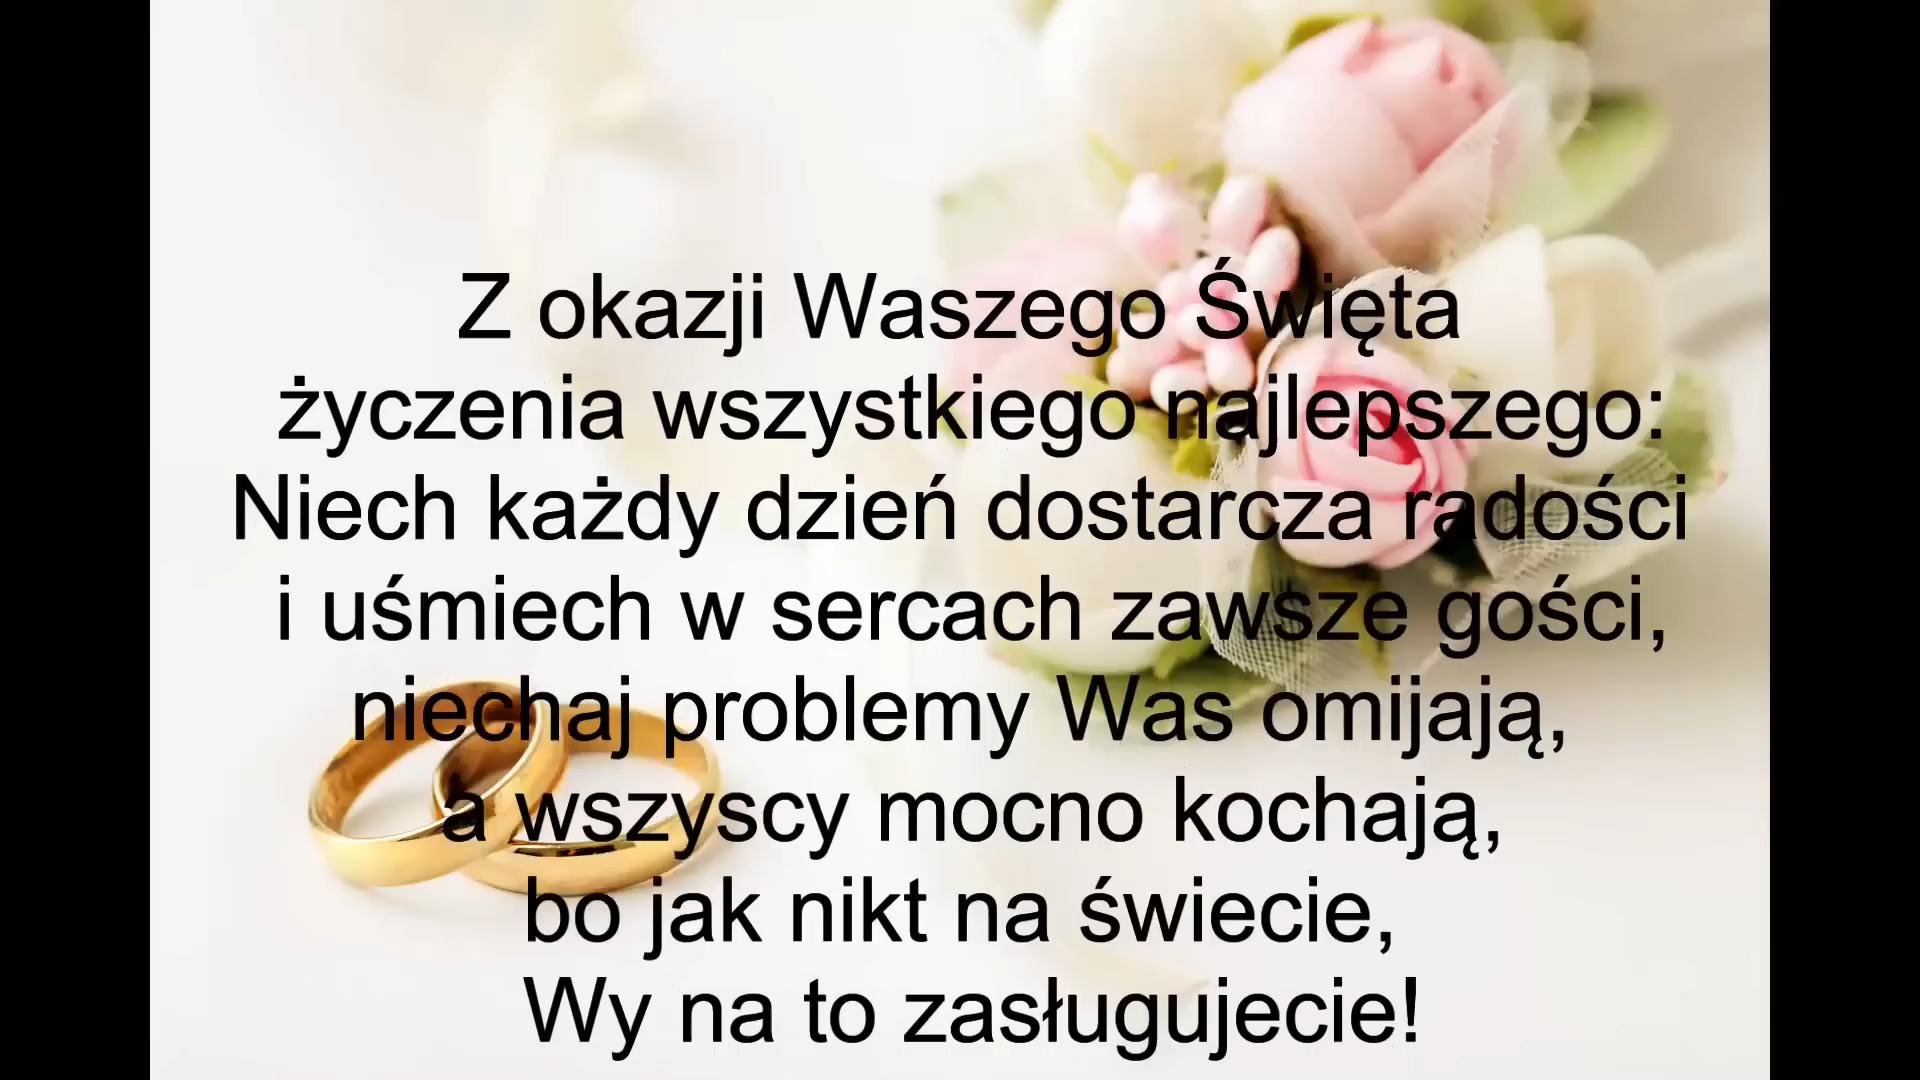 Z okazji Waszego Święta
życzenia wszystkiego najlepszego:
Niech każdy dzień dostarcza radości
i uśmiech w sercach zawsze gości,
niechaj problemy Was omijają,
a wszyscy mocno kochają,
bo jak nikt na świecie,
Wy na to zasługujecie!